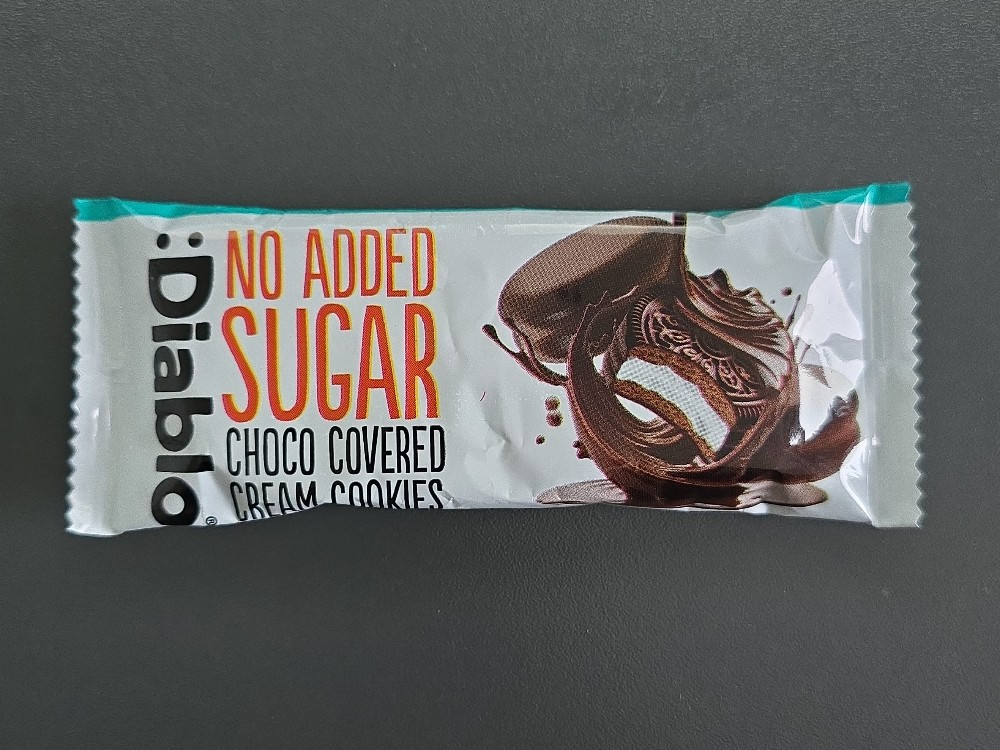 :Diablo®
NO ADDED
SUGAR
CHOCO COVERED
CREAM COOKIES